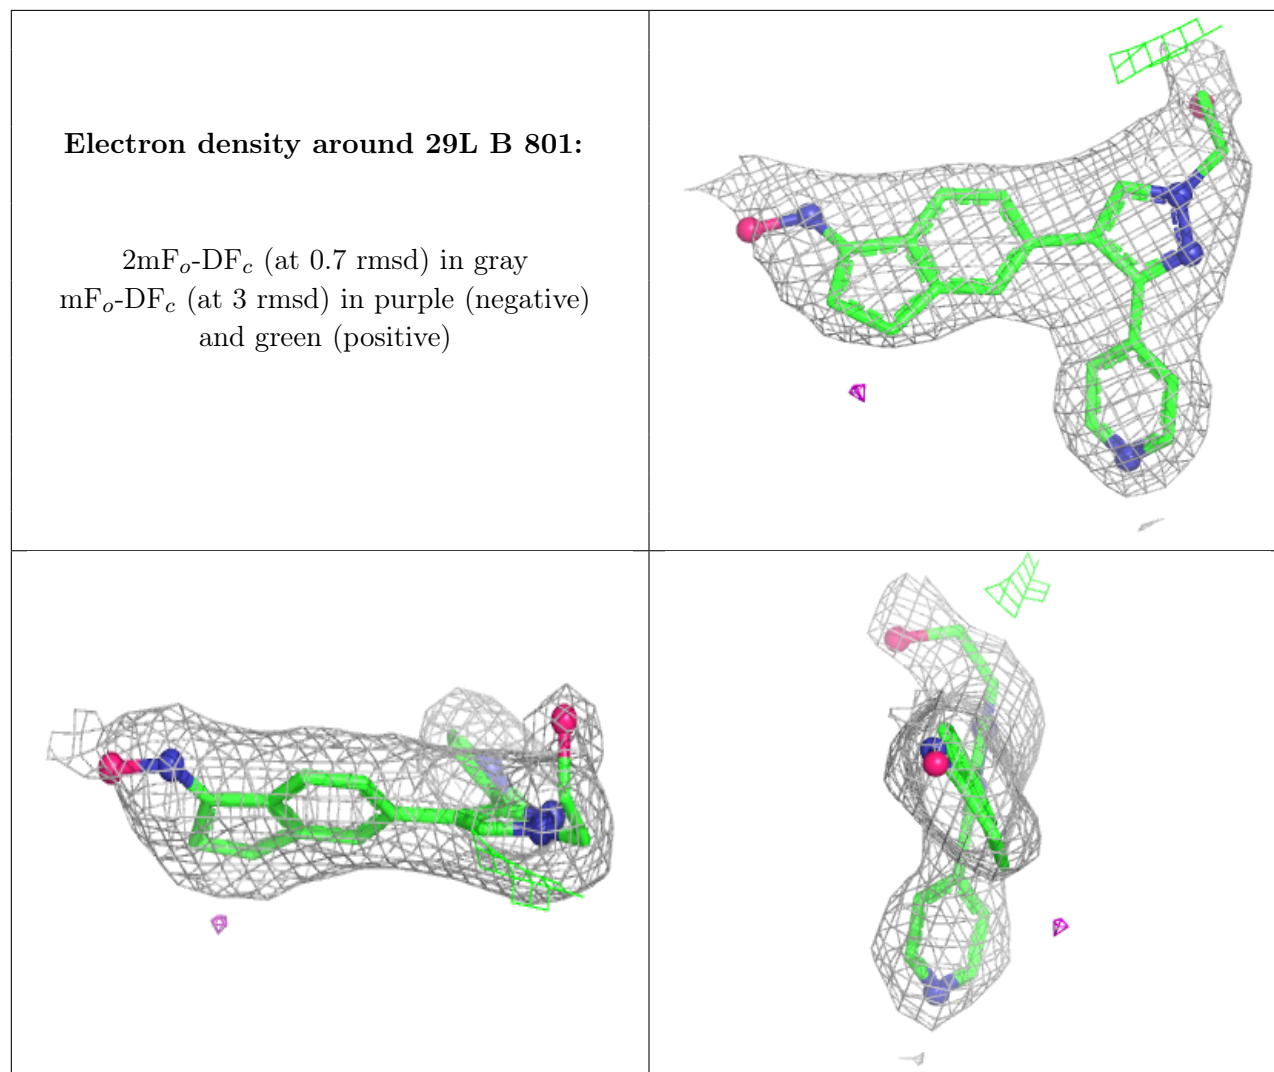 Electron density around 29L B 801:
2mFo-DFc (at 0.7 rmsd) in gray
mFo-DFc (at 3 rmsd) in purple (negative)
and green (positive)